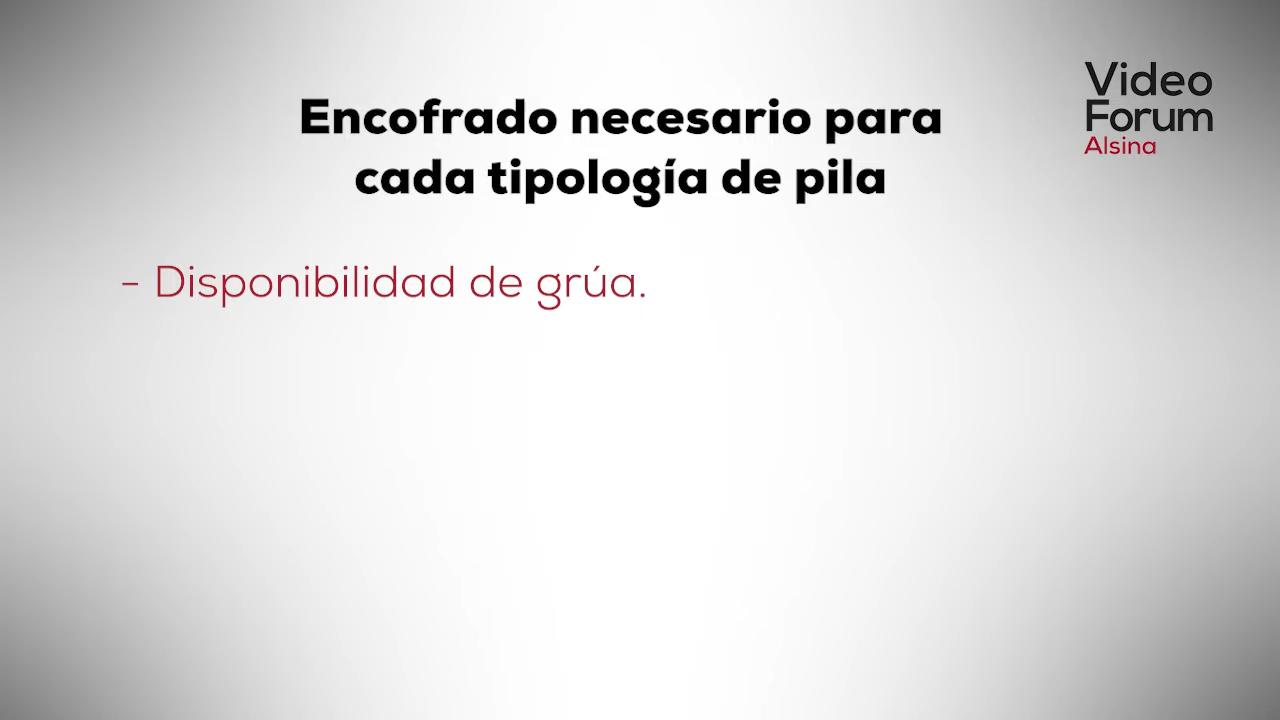 Video
Forum
Alsina
Encofrado necesario para
cada tipología de pila
- Disponibilidad de grúa.